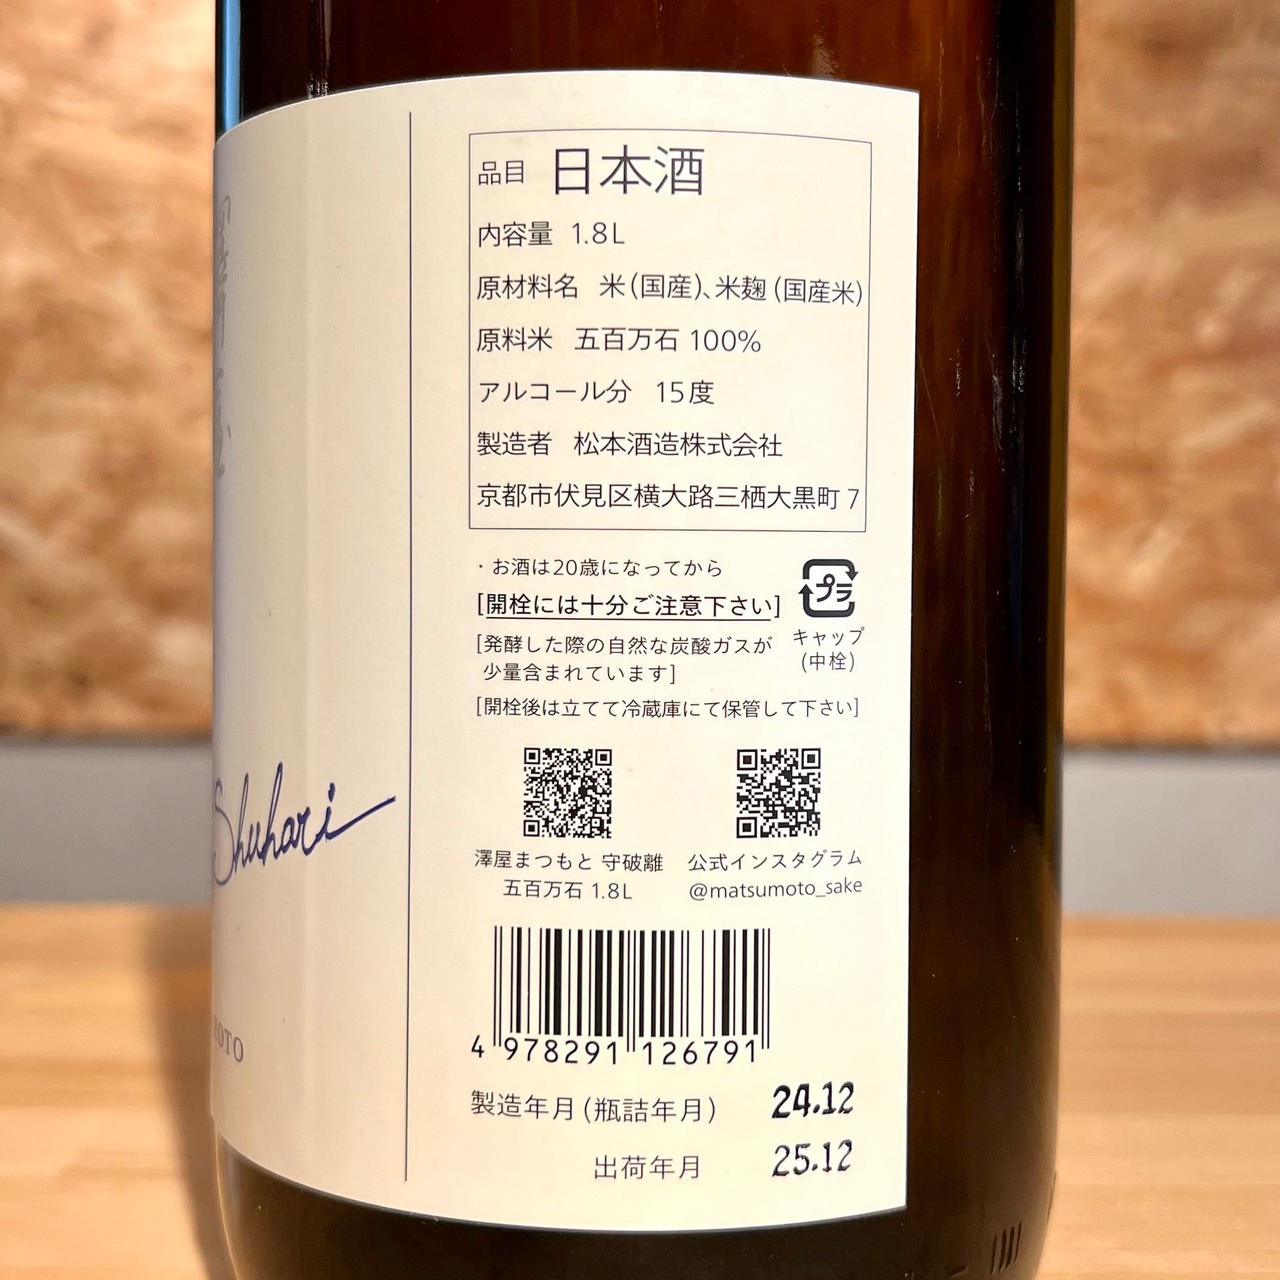 Shuhari
品目 日本酒
内容量 1.8L
原材料名 米(国産)、米麹(国産米)
原料米 五百万石 100%
アルコール分 15度
製造者 松本酒造株式会社
京都市伏見区横大路三栖大黒町 7
・お酒は20歳になってから
[開栓には十分ご注意下さい]
[発酵した際の自然な炭酸ガスが
少量含まれています]
プラ
キャップ
(中栓)
[開栓後は立てて冷蔵庫にて保管して下さい]
澤屋まつもと 守破離
五百万石 1.8L
公式インスタグラム
@matsumoto_sake
4 978291 126791
製造年月(瓶詰年月) 24.12
出荷年月 25.12